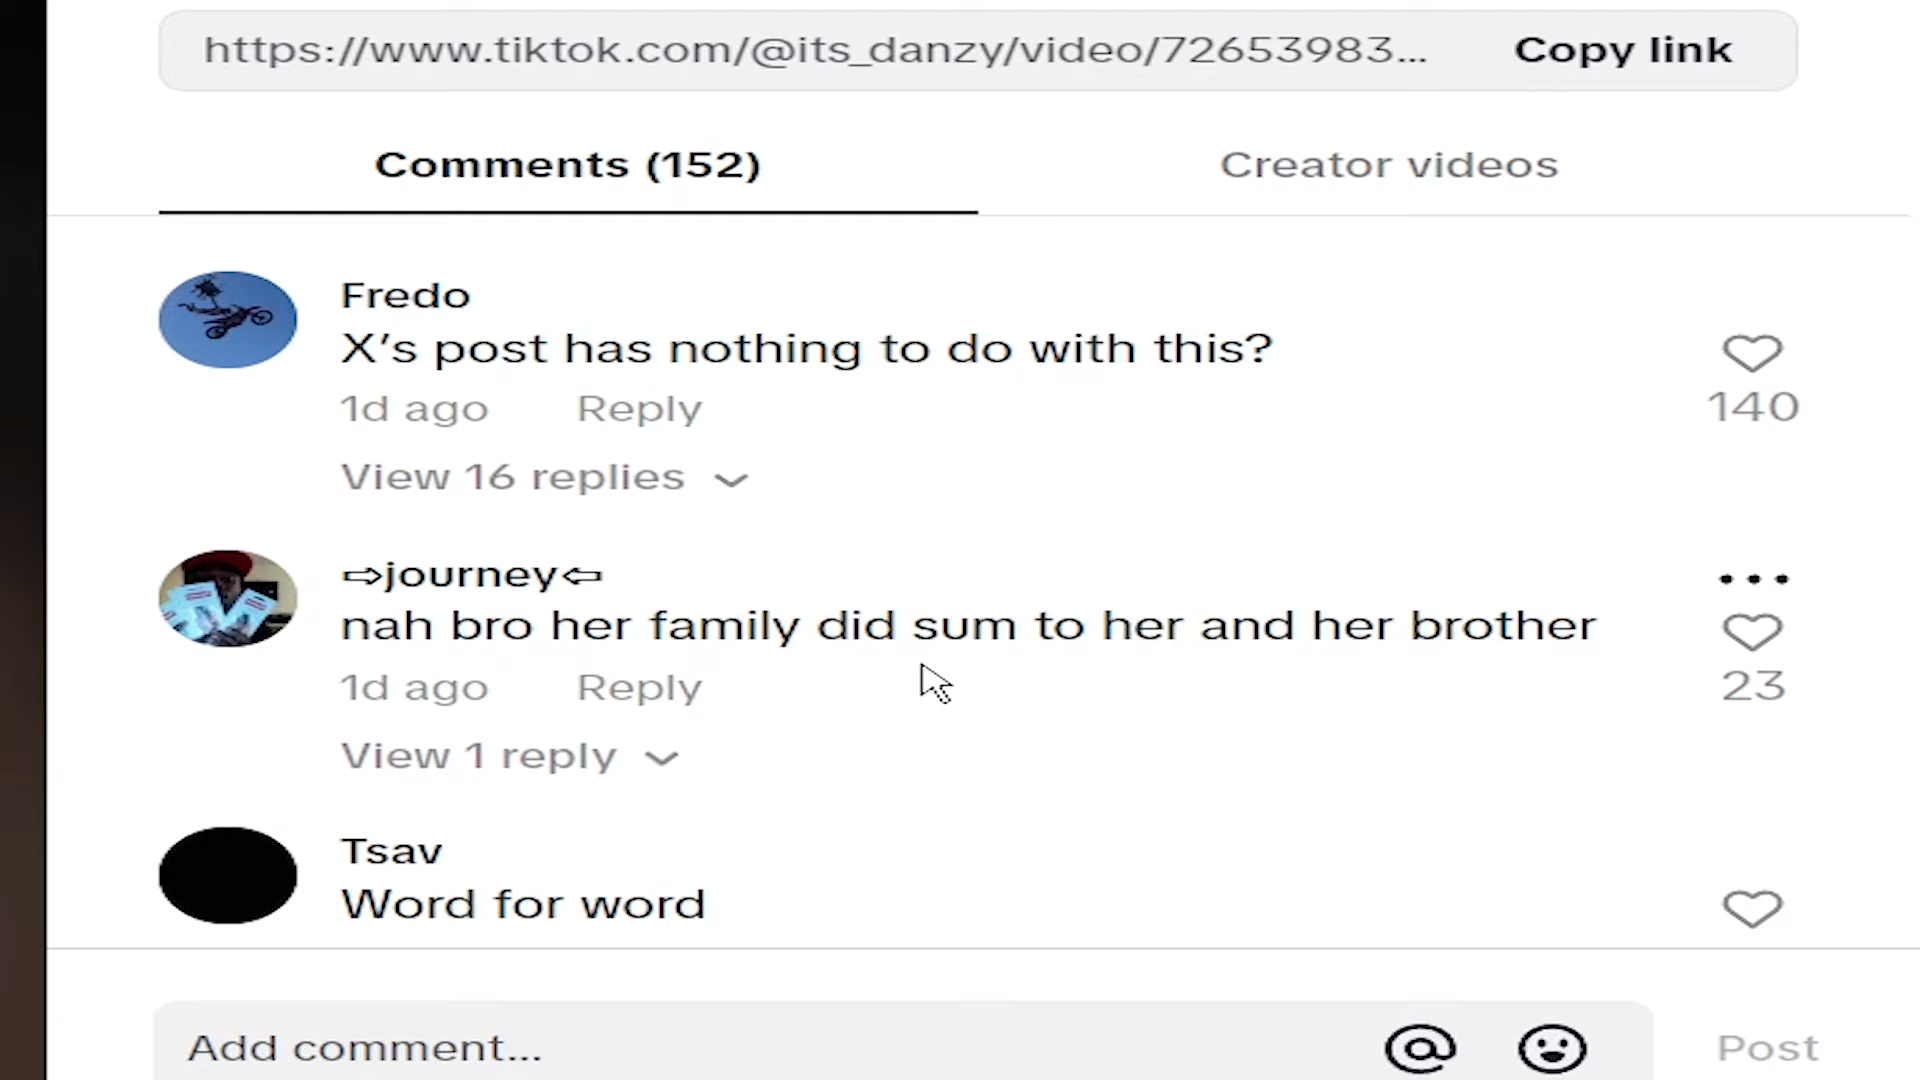 https://www.tiktok.com/@its_danzy/video/72653983... Copy link
Comments (152) Creator videos
Fredo
X's post has nothing to do with this?
1d ago Reply
140
View 16 replies
⇨journey⇦
nah bro her family did sum to her and her brother
1d ago Reply
23
View 1 reply
Tsav
Word for word
Add comment... Post